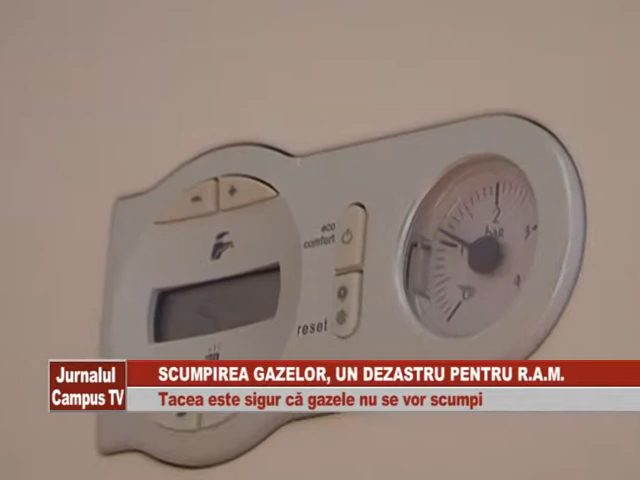 2
bar
3
4
0
eco
comfort
reset
Jurnalul
Campus TV
SCUMPIREA GAZELOR, UN DEZASTRU PENTRU R.A.M.
Tacea este sigur că gazele nu se vor scumpi